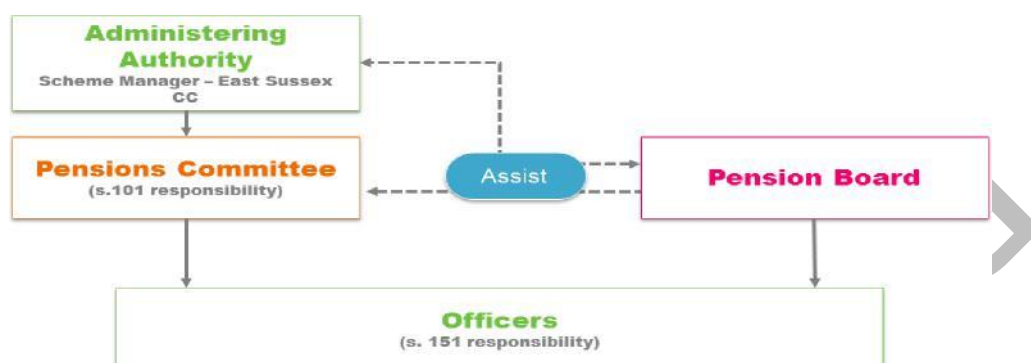 Administering
Authority
Scheme Manager – East Sussex
CC
Pensions Committee
(s.101 responsibility)
Assist
Pension Board
Officers
(s. 151 responsibility)